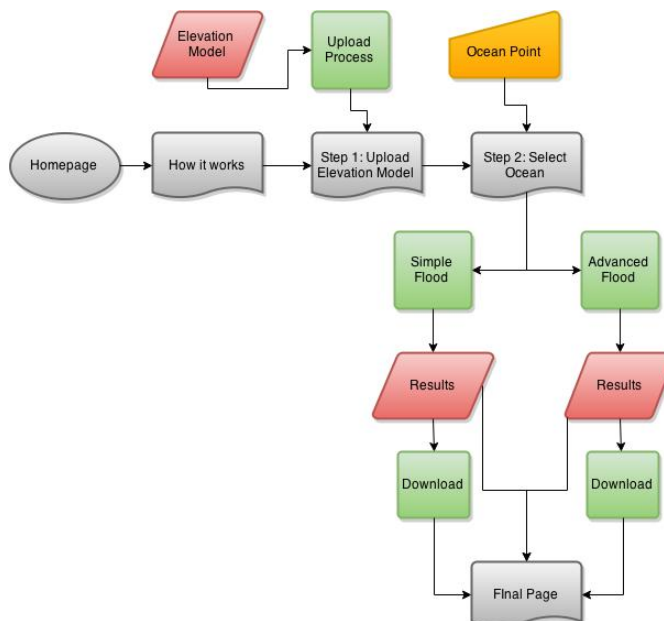 Elevation
Model
Upload
Process
Ocean Point
Homepage
How it works
Step 1: Upload
Elevation Model
Step 2: Select
Ocean
Simple
Flood
Advanced
Flood
Results
Results
Download
Download
FInal Page